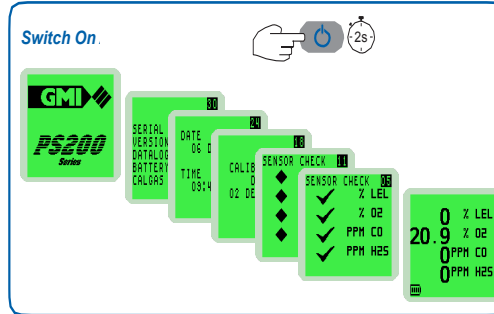 Switch On.
2s
GMI
PS200
Series
30
SERIAL
VERSION
DATALOG
BATTERY
CALGAS
24
DATE
06 D
TIME
09:4
18
CALIB
D
02 DE
SENSOR CHECK 11
SENSOR CHECK 05
% LEL
% O2
PPM CO
PPM H2S
0 % LEL
20.9 % O2
0 PPM CO
0 PPM H2S